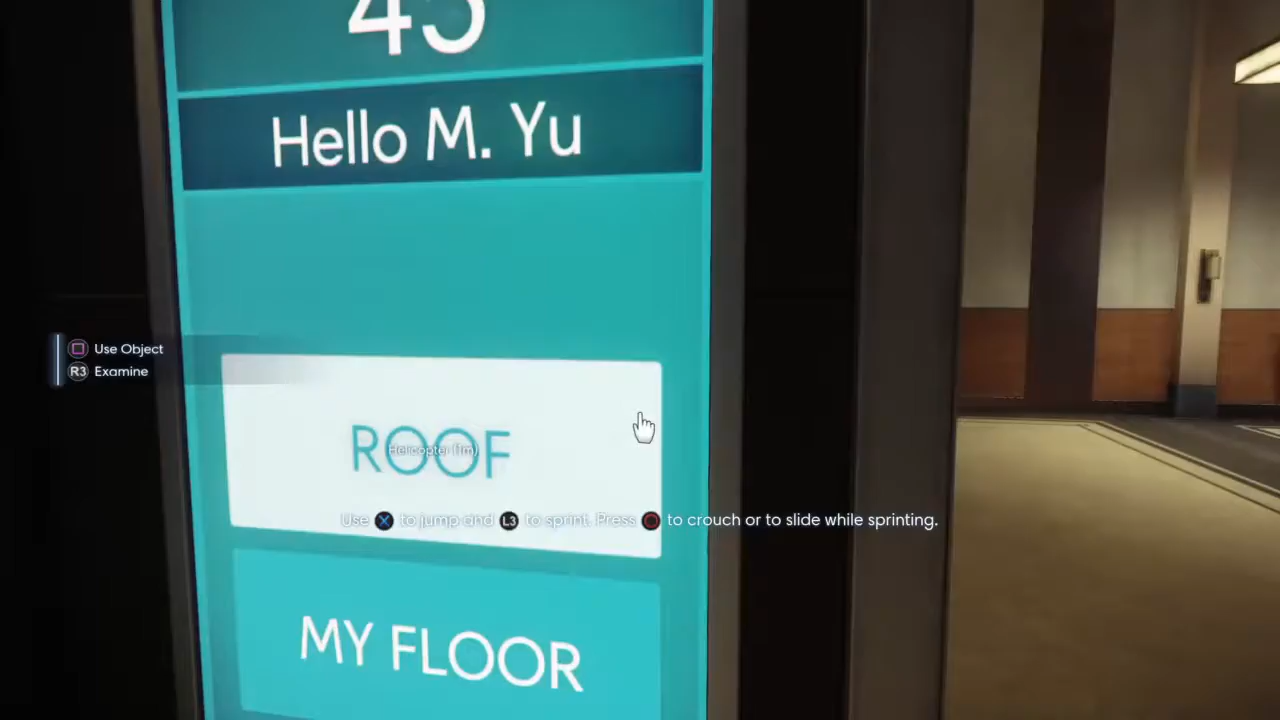 45
Hello M. Yu
Use Object
R3 Examine
ROOF
Helicopter (1m)
Use X to jump and L3 to sprint. Press to crouch or to slide while sprinting.
MY FLOOR